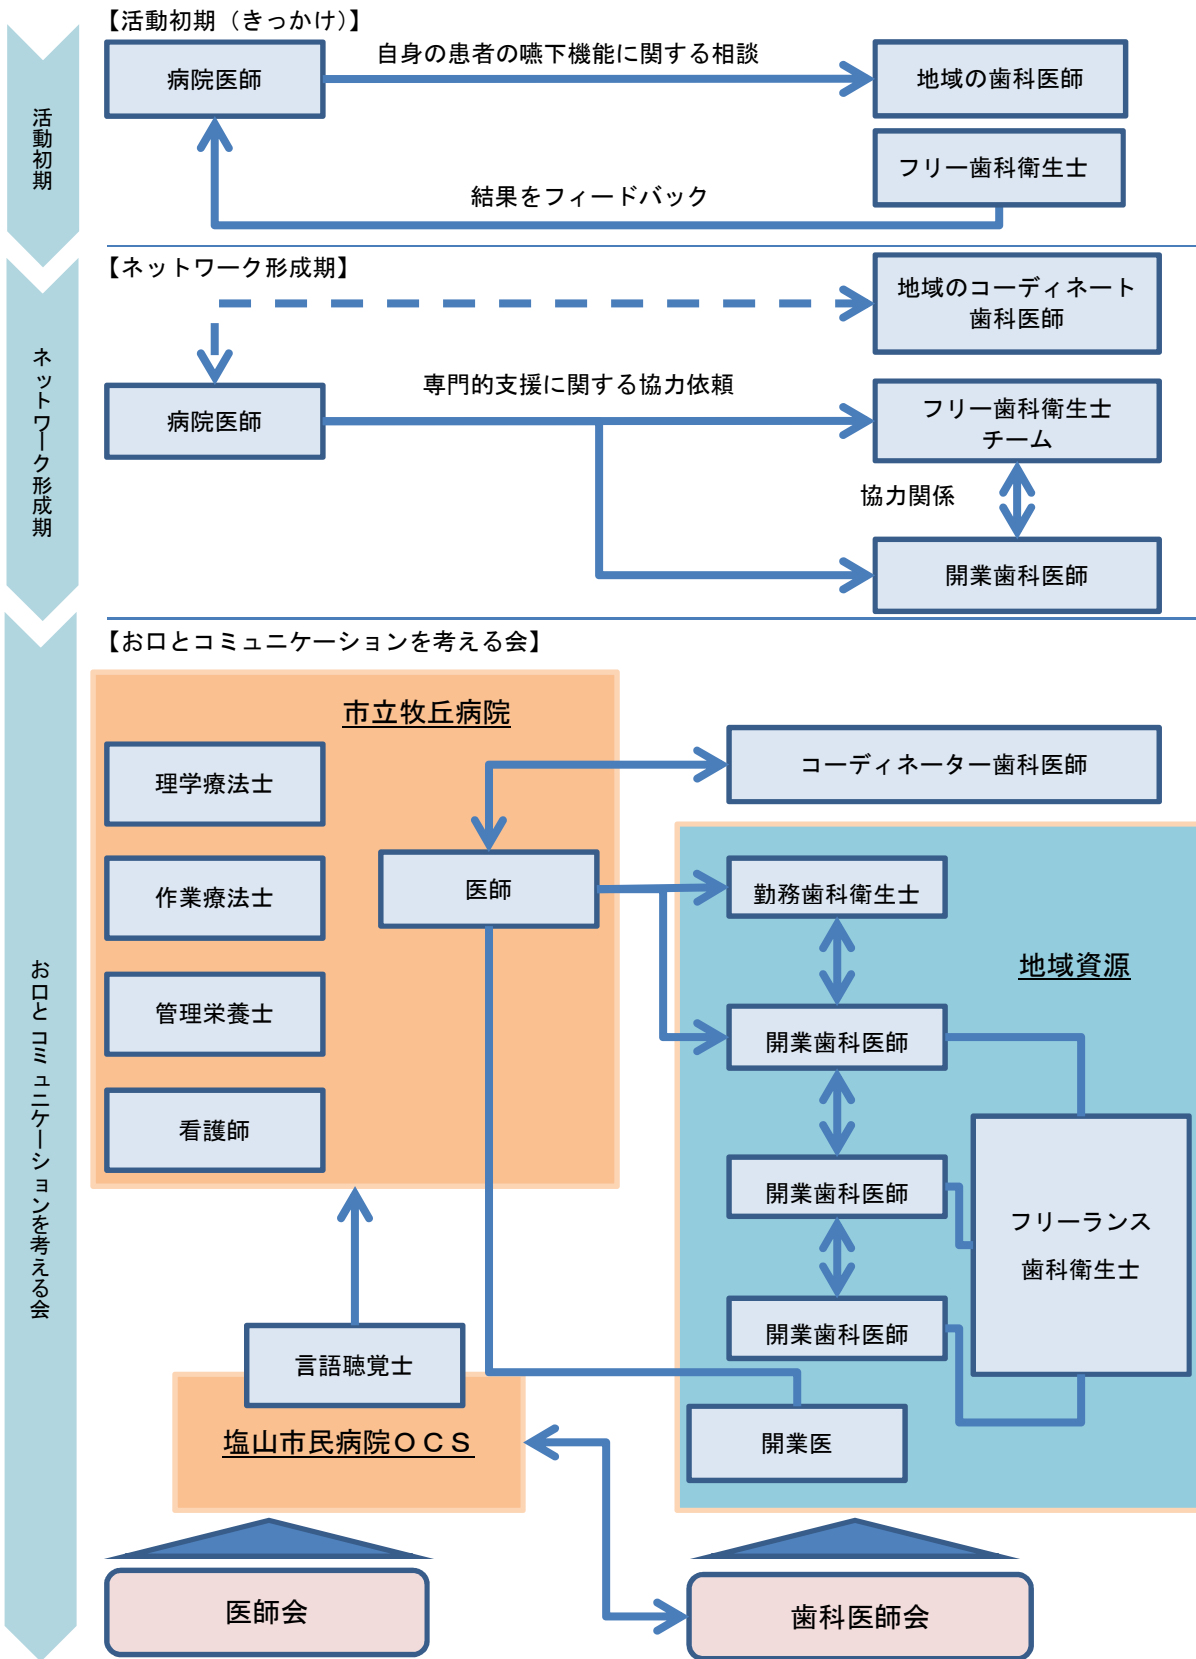 【活動初期（きっかけ）】
活動初期
病院医師
自身の患者の嚥下機能に関する相談
地域の歯科医師
フリー歯科衛生士
結果をフィードバック
【ネットワーク形成期】
ネットワーク形成期
地域のコーディネート
歯科医師
病院医師
専門的支援に関する協力依頼
フリー歯科衛生士
チーム
協力関係
開業歯科医師
【お口とコミュニケーションを考える会】
お口とコミュニケーションを考える会
市立牧丘病院
理学療法士
作業療法士
管理栄養士
看護師
医師
コーディネーター歯科医師
地域資源
勤務歯科衛生士
開業歯科医師
開業歯科医師
開業歯科医師
フリーランス
歯科衛生士
開業医
言語聴覚士
塩山市民病院ＯＣＳ
医師会
歯科医師会